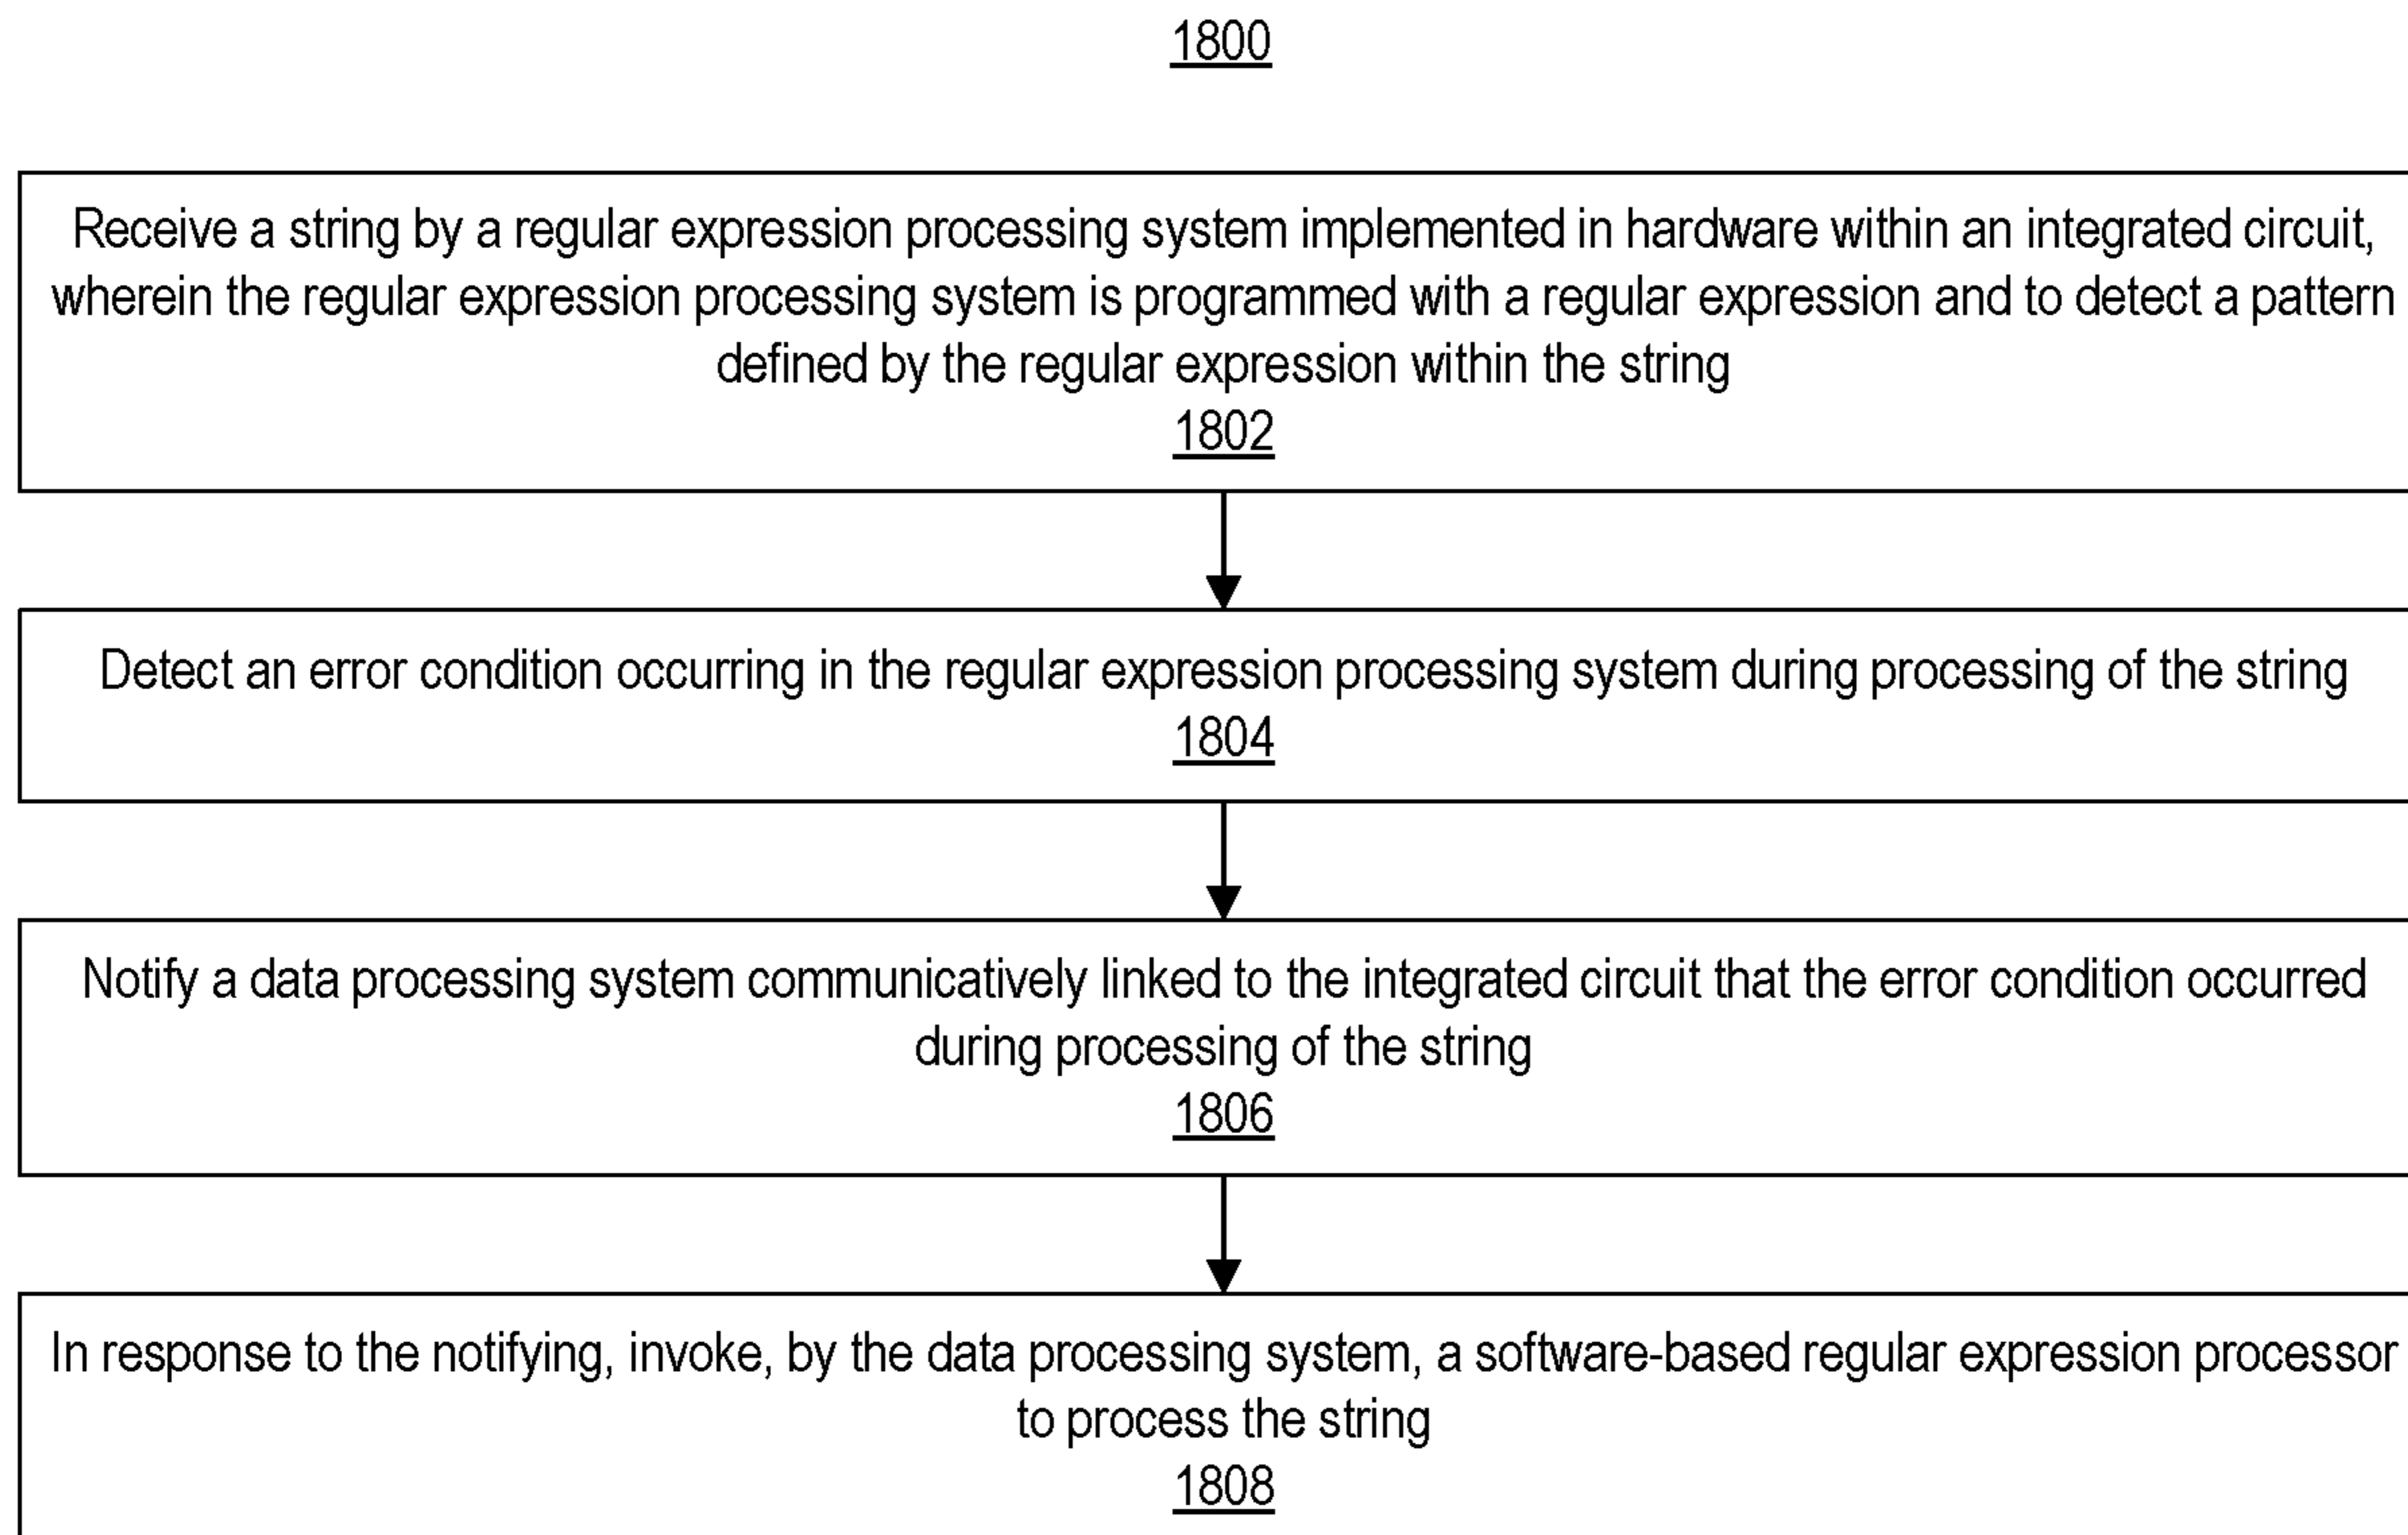 1800
Receive a string by a regular expression processing system implemented in hardware within an integrated circuit,
wherein the regular expression processing system is programmed with a regular expression and to detect a pattern
defined by the regular expression within the string
1802
Detect an error condition occurring in the regular expression processing system during processing of the string
1804
Notify a data processing system communicatively linked to the integrated circuit that the error condition occurred
during processing of the string
1806
In response to the notifying, invoke, by the data processing system, a software-based regular expression processor
to process the string
1808